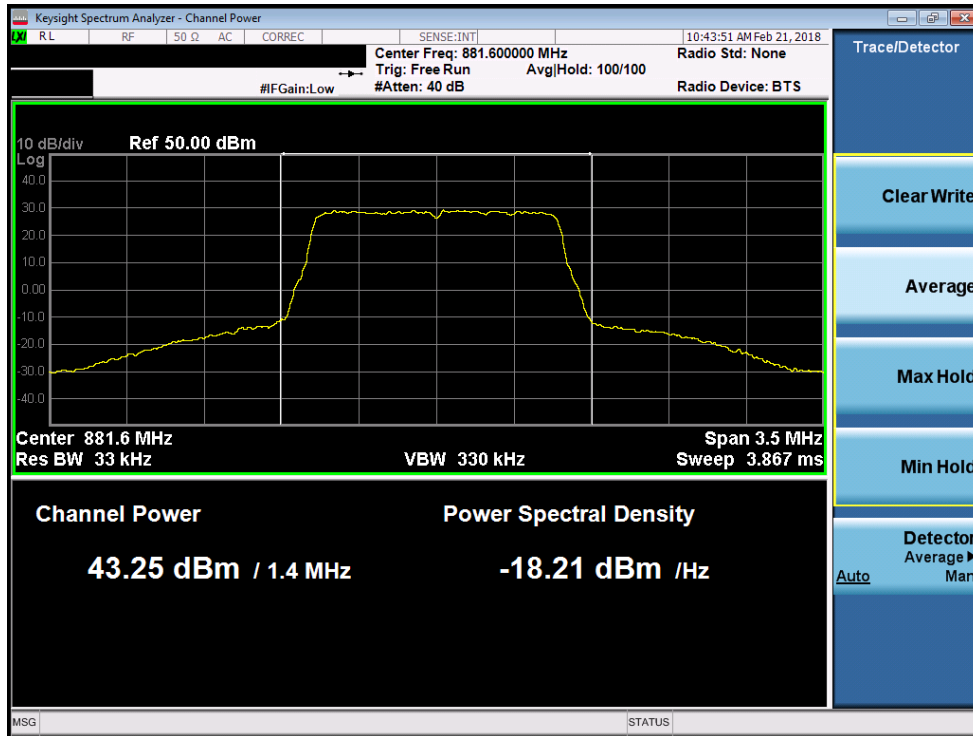 Keysight Spectrum Analyzer - Channel Power
LXI RL RF 50 Ω AC CORREC SENSE:INT 10:43:51 AM Feb 21, 2018
Center Freq: 881.600000 MHz Radio Std: None
Trig: Free Run Avg|Hold: 100/100
#IFGain:Low #Atten: 40 dB Radio Device: BTS
Trace/Detector
10 dB/div Ref 50.00 dBm
Log
40.0
30.0
20.0
10.0
0.00
-10.0
-20.0
-30.0
-40.0
Center 881.6 MHz Span 3.5 MHz
Res BW 33 kHz VBW 330 kHz Sweep 3.867 ms
Channel Power Power Spectral Density
43.25 dBm / 1.4 MHz -18.21 dBm /Hz
Clear Write
Average
Max Hold
Min Hold
Detector
Average
Auto Man
MSG STATUS